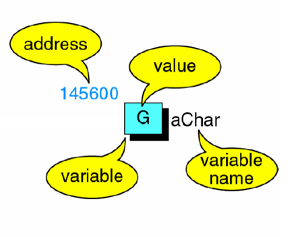 address
value
145600
G
aChar
variable
variable
name